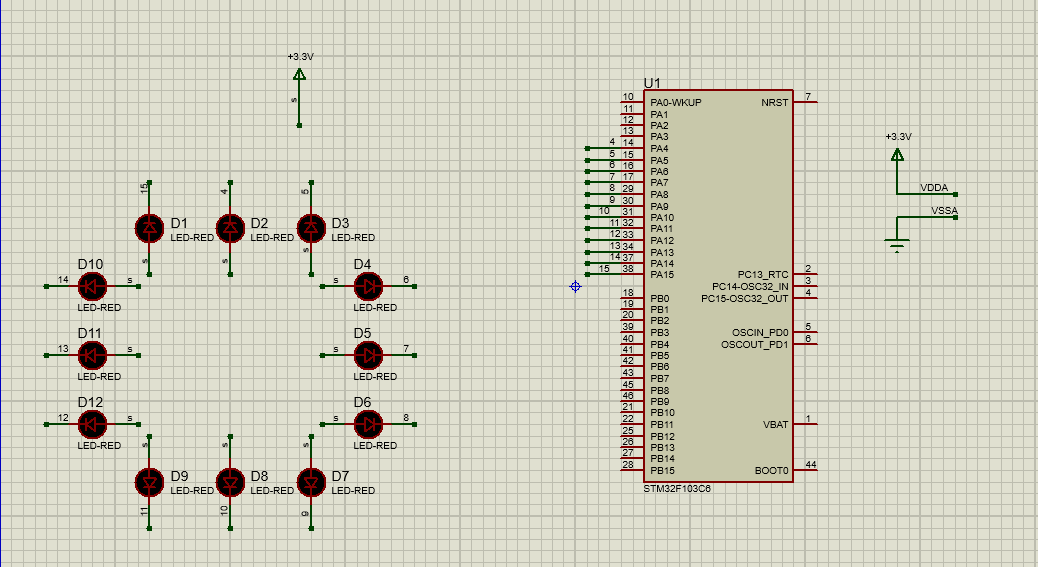 +3.3V
s
15
D1
LED-RED
s
4
D2
LED-RED
s
5
D3
LED-RED
s
14
D10
s
LED-RED
s
D4
6
LED-RED
13
D11
s
LED-RED
s
D5
7
LED-RED
12
D12
s
LED-RED
s
D6
8
LED-RED
s
D9
LED-RED
11
s
D8
LED-RED
10
s
D7
LED-RED
9
U1
10 PA0-WKUP NRST 7
11 PA1
12 PA2
13 PA3
4 14 PA4
5 15 PA5
6 16 PA6
7 17 PA7
8 29 PA8
9 30 PA9
10 31 PA10
11 32 PA11
12 33 PA12
13 34 PA13
14 37 PA14
15 38 PA15 PC13_RTC 2
PC14-OSC32_IN 3
18 PB0 PC15-OSC32_OUT 4
19 PB1
20 PB2
39 PB3 OSCIN_PD0 5
40 PB4 OSCOUT_PD1 6
41 PB5
42 PB6
43 PB7
45 PB8
46 PB9
21 PB10
22 PB11 VBAT 1
25 PB12
26 PB13
27 PB14
28 PB15 BOOT0 44
STM32F103C6
+3.3V
VDDA
VSSA